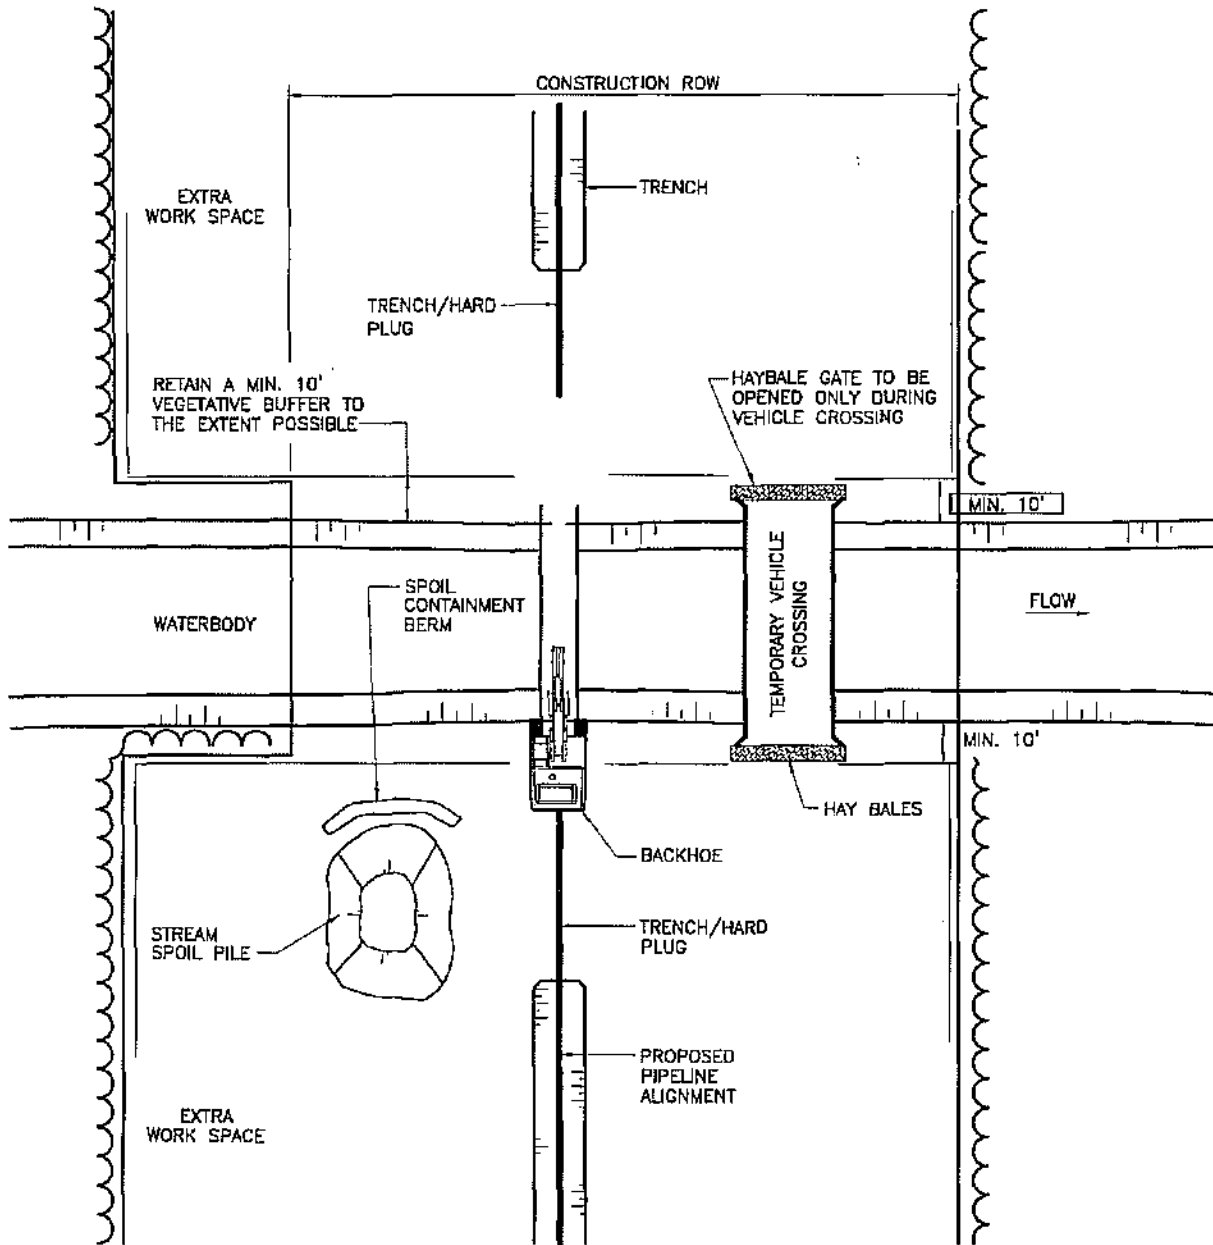 CONSTRUCTION ROW
TRENCH
EXTRA
WORK SPACE
TRENCH/HARD
PLUG
RETAIN A MIN. 10'
VEGETATIVE BUFFER TO
THE EXTENT POSSIBLE
HAYBALE GATE TO BE
OPENED ONLY DURING
VEHICLE CROSSING
MIN. 10'
SPOIL
CONTAINMENT
BERM
WATERBODY
TEMPORARY VEHICLE
CROSSING
FLOW
MIN. 10'
HAY BALES
BACKHOE
STREAM
SPOIL PILE
TRENCH/HARD
PLUG
PROPOSED
PIPELINE
ALIGNMENT
EXTRA
WORK SPACE